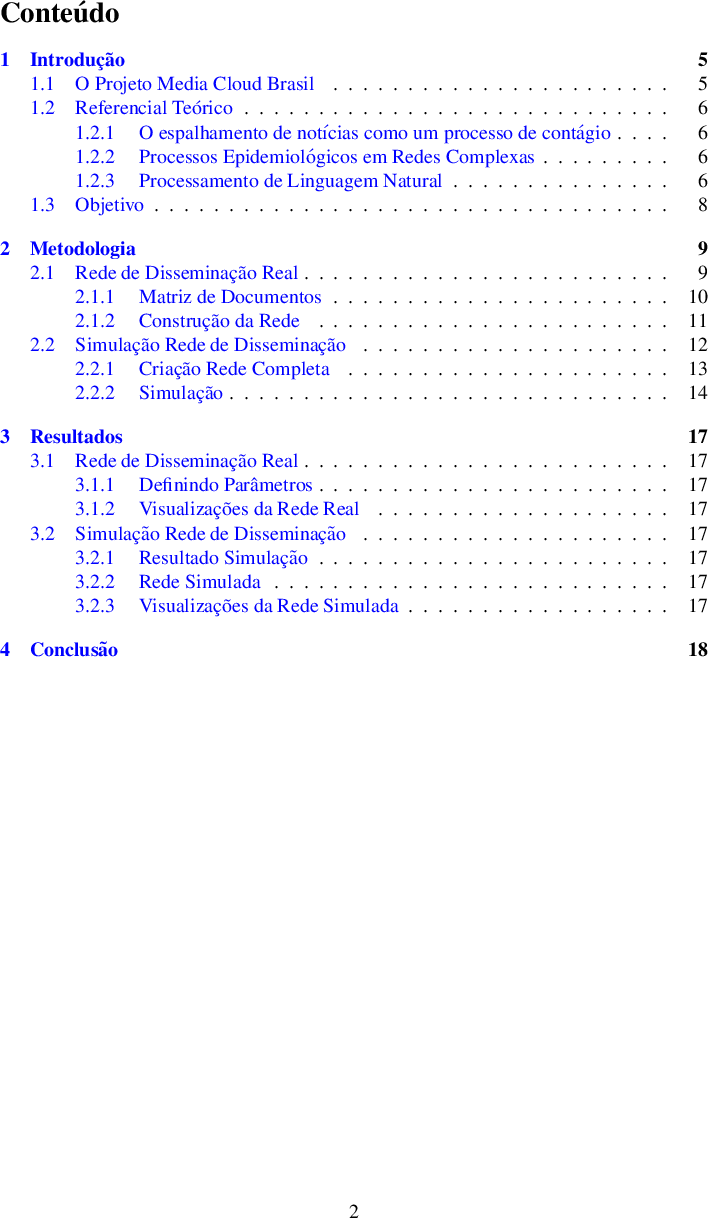 Conteúdo
1 Introdução 5
1.1 O Projeto Media Cloud Brasil . . . . . . . . . . . . . . . . . . . . . . . 5
1.2 Referencial Teórico . . . . . . . . . . . . . . . . . . . . . . . . . . . . . 6
1.2.1 O espalhamento de notícias como um processo de contágio . . . . 6
1.2.2 Processos Epidemiológicos em Redes Complexas . . . . . . . . . 6
1.2.3 Processamento de Linguagem Natural . . . . . . . . . . . . . . . 6
1.3 Objetivo . . . . . . . . . . . . . . . . . . . . . . . . . . . . . . . . . . . 8
2 Metodologia 9
2.1 Rede de Disseminação Real . . . . . . . . . . . . . . . . . . . . . . . . . 9
2.1.1 Matriz de Documentos . . . . . . . . . . . . . . . . . . . . . . . 10
2.1.2 Construção da Rede . . . . . . . . . . . . . . . . . . . . . . . . 11
2.2 Simulação Rede de Disseminação . . . . . . . . . . . . . . . . . . . . . 12
2.2.1 Criação Rede Completa . . . . . . . . . . . . . . . . . . . . . . 13
2.2.2 Simulação . . . . . . . . . . . . . . . . . . . . . . . . . . . . . . 14
3 Resultados 17
3.1 Rede de Disseminação Real . . . . . . . . . . . . . . . . . . . . . . . . . 17
3.1.1 Definindo Parâmetros . . . . . . . . . . . . . . . . . . . . . . . . 17
3.1.2 Visualizações da Rede Real . . . . . . . . . . . . . . . . . . . . 17
3.2 Simulação Rede de Disseminação . . . . . . . . . . . . . . . . . . . . . 17
3.2.1 Resultado Simulação . . . . . . . . . . . . . . . . . . . . . . . . 17
3.2.2 Rede Simulada . . . . . . . . . . . . . . . . . . . . . . . . . . . 17
3.2.3 Visualizações da Rede Simulada . . . . . . . . . . . . . . . . . . 17
4 Conclusão 18
2